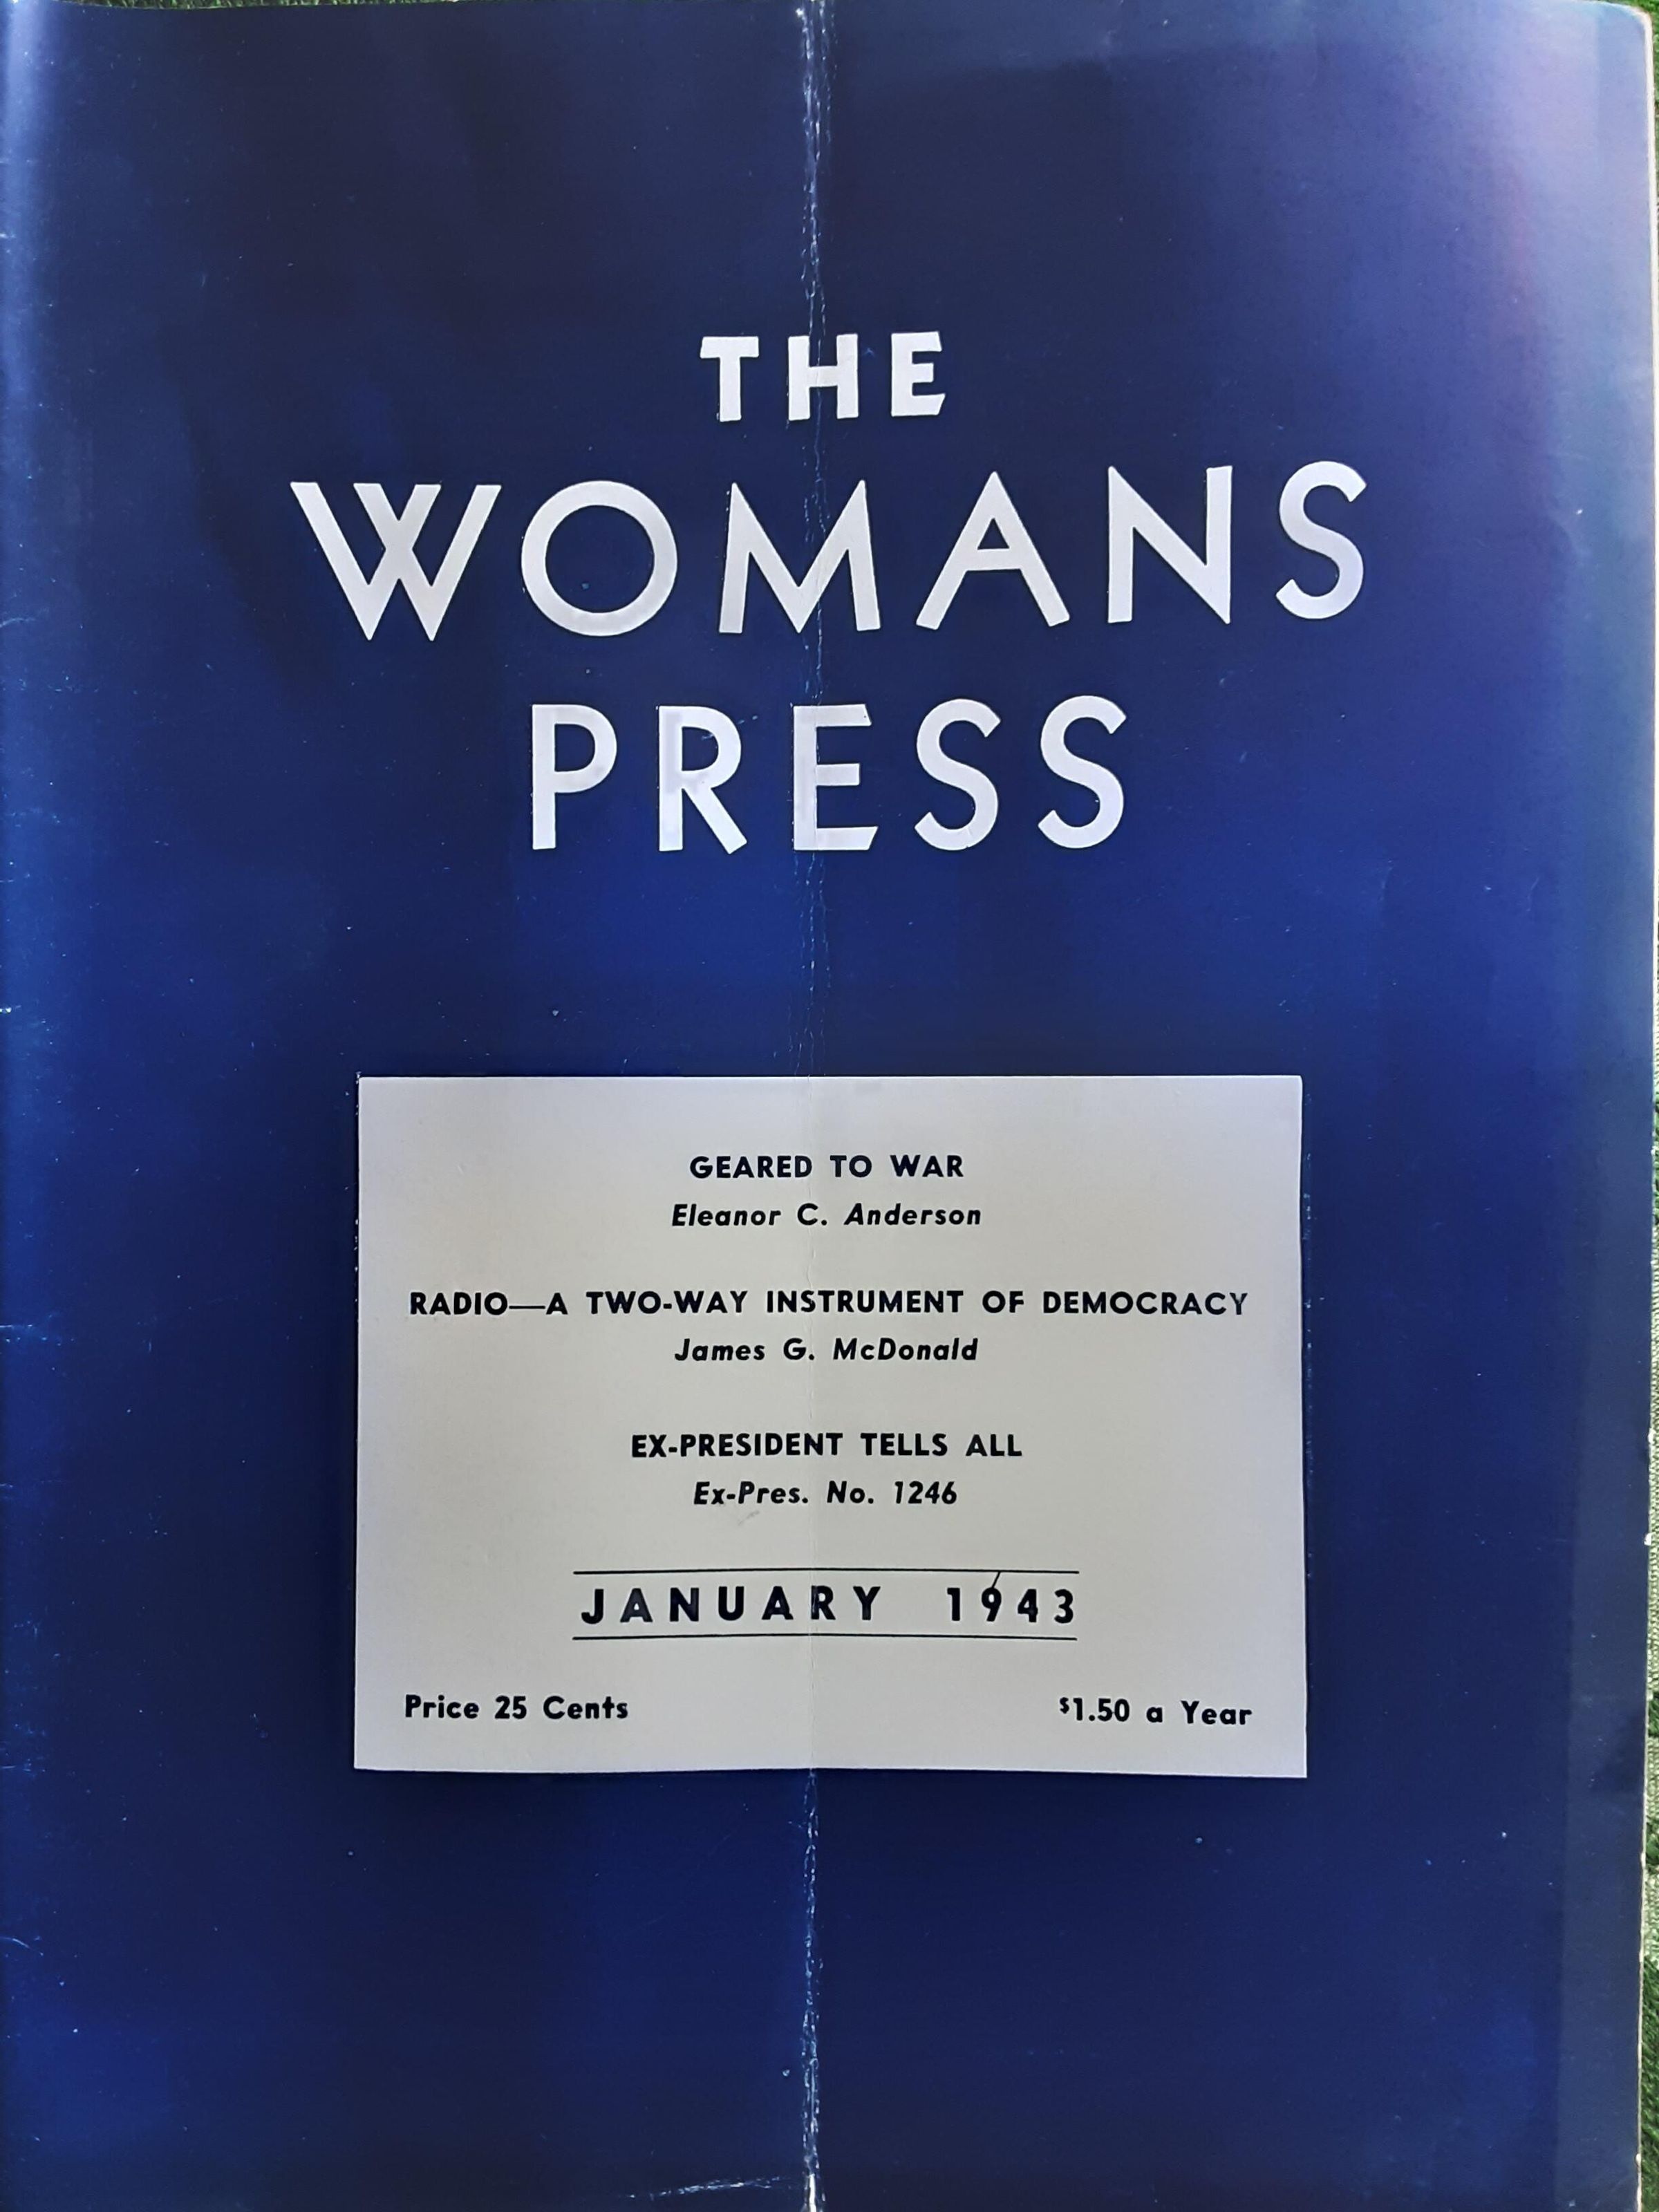 THE
WOMANS
PRESS
GEARED TO WAR
Eleanor C. Anderson
RADIO—A TWO-WAY INSTRUMENT OF DEMOCRACY
James G. McDonald
EX-PRESIDENT TELLS ALL
Ex-Pres. No. 1246
JANUARY 1943
Price 25 Cents $1.50 a Year